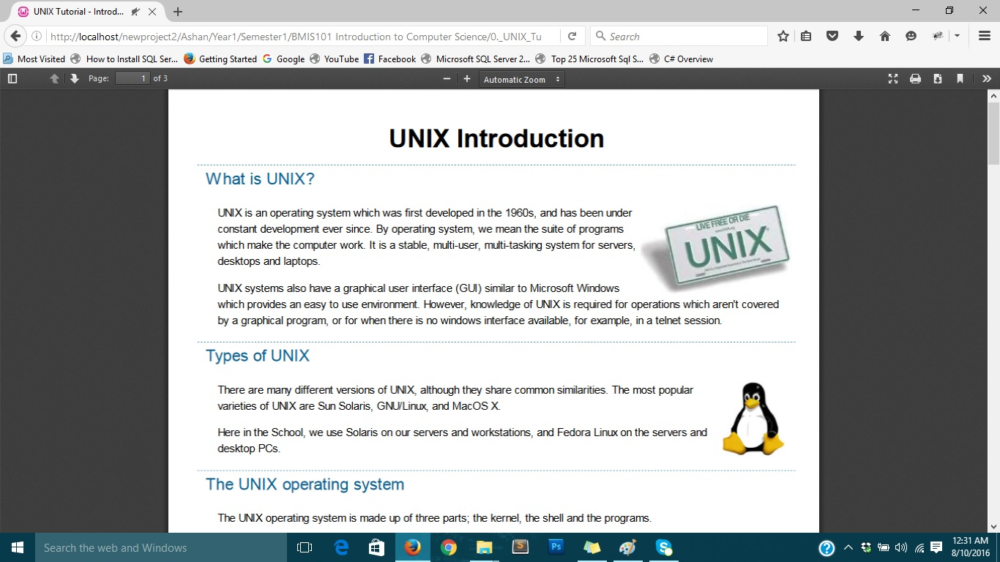 UNIX Tutorial - Introd...
http://localhost/newproject2/Ashan/Year1/Semester1/BMIS101 Introduction to Computer Science/0._UNIX_Tu
Search
Most Visited How to Install SQL Ser... Getting Started Google YouTube Facebook Microsoft SQL Server 2... Top 25 Microsoft Sql S... C# Overview
Page: 1 of 3 Automatic Zoom
UNIX Introduction
What is UNIX?
UNIX is an operating system which was first developed in the 1960s, and has been under
constant development ever since. By operating system, we mean the suite of programs
which make the computer work. It is a stable, multi-user, multi-tasking system for servers,
desktops and laptops.
LIVE FREE OR DIE
UNIX
UNIX systems also have a graphical user interface (GUI) similar to Microsoft Windows
which provides an easy to use environment. However, knowledge of UNIX is required for operations which aren't covered
by a graphical program, or for when there is no windows interface available, for example, in a telnet session.
Types of UNIX
There are many different versions of UNIX, although they share common similarities. The most popular
varieties of UNIX are Sun Solaris, GNU/Linux, and MacOS X.
Here in the School, we use Solaris on our servers and workstations, and Fedora Linux on the servers and
desktop PCs.
The UNIX operating system
The UNIX operating system is made up of three parts; the kernel, the shell and the programs.
Search the web and Windows
Ps
12:31 AM
8/10/2016